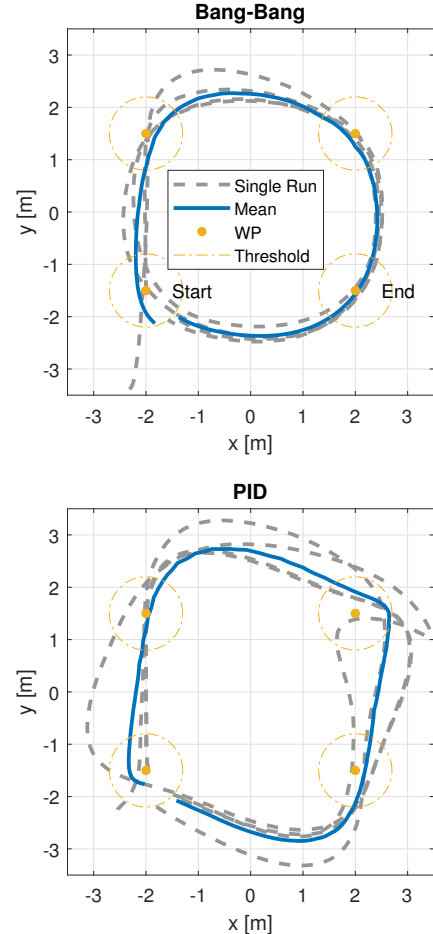 Bang-Bang
3
2
1
0
-1
-2
-3
y [m]
Single Run
Mean
WP
Threshold
Start
End
-3 -2 -1 0 1 2 3
x [m]
PID
3
2
1
0
-1
-2
-3
y [m]
-3 -2 -1 0 1 2 3
x [m]